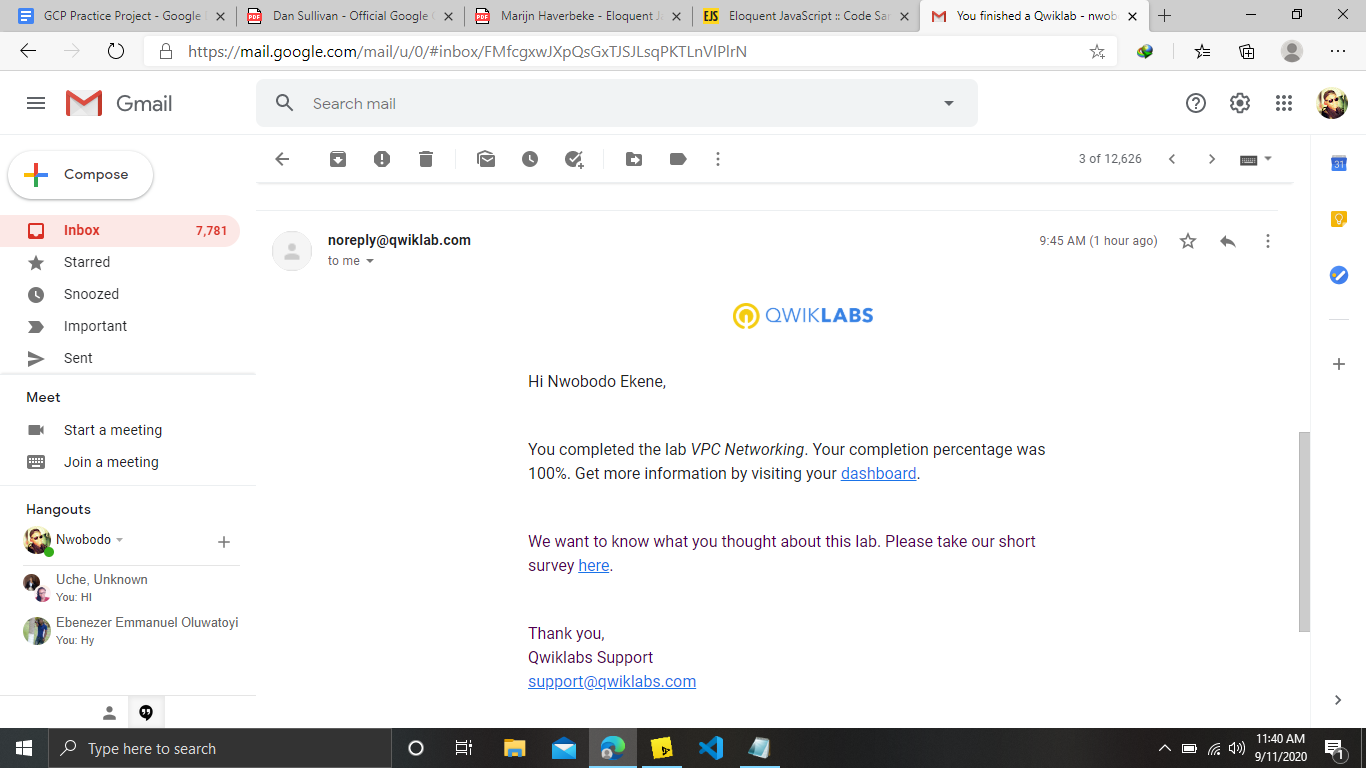 GCP Practice Project - Google
Dan Sullivan - Official Google
Marijn Haverbeke - Eloquent Ja
Eloquent JavaScript :: Code Sa
You finished a Qwiklab - nwob
https://mail.google.com/mail/u/0/#inbox/FMfcgxwJXpQsGxTJSJLsqPKTLnVlPlrN
Gmail
Search mail
Compose
3 of 12,626
31
Inbox 7,781
Starred
Snoozed
Important
Sent
Meet
Start a meeting
Join a meeting
Hangouts
Nwobodo
Uche, Unknown
You: HI
Ebenezer Emmanuel Oluwatoyi
You: Hy
noreply@qwiklab.com
9:45 AM (1 hour ago)
to me
QWIKLABS
Hi Nwobodo Ekene,
You completed the lab VPC Networking. Your completion percentage was
100%. Get more information by visiting your dashboard.
We want to know what you thought about this lab. Please take our short
survey here.
Thank you,
Qwiklabs Support
support@qwiklabs.com
Type here to search
11:40 AM
9/11/2020
1